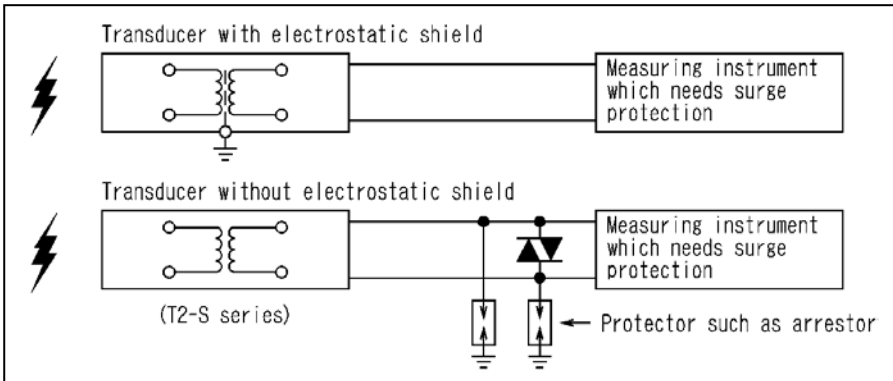 Transducer with electrostatic shield
Measuring instrument
which needs surge
protection
Transducer without electrostatic shield
Measuring instrument
which needs surge
protection
(T2-S series)
Protector such as arrestor